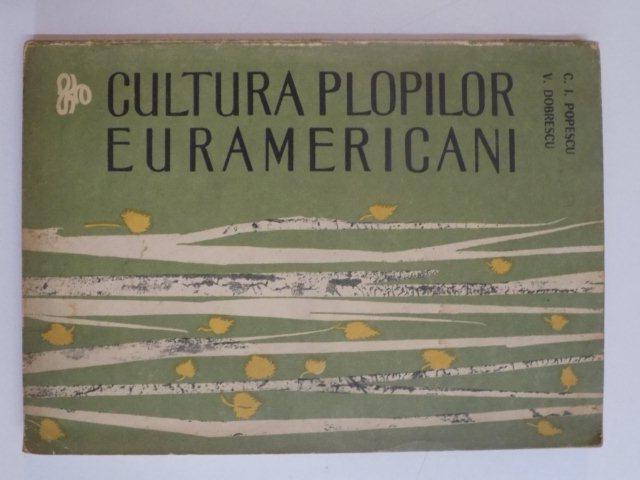 CULTURA PLOPILOR
EURAMERICANI
C. I. POPESCU
V. DOBRESCU